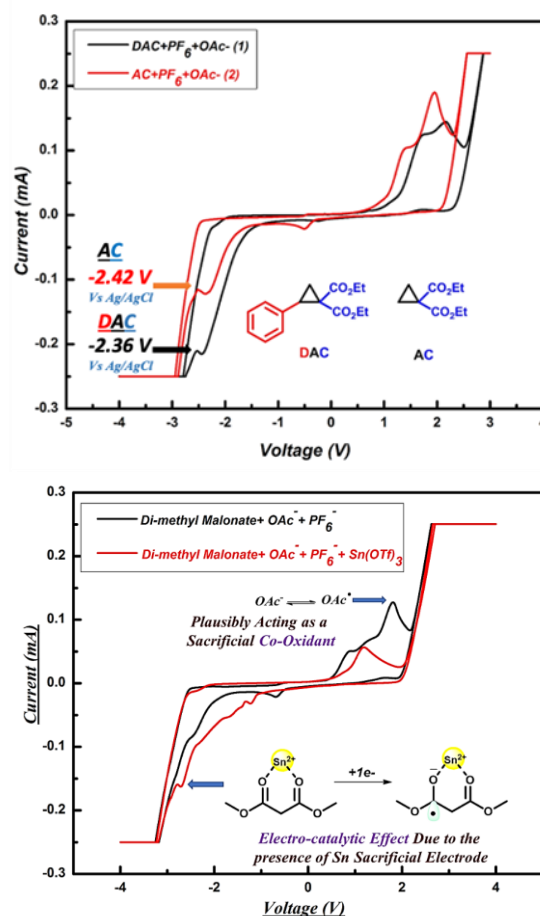 DAC+PF6+OAc- (1)
AC+PF6+OAc- (2)
0.3
0.2
0.1
0.0
-0.1
-0.2
0.3
Current (mA)
AC
-2.42 V
Vs Ag/AgCl
DAC
-2.36 V
Vs Ag/AgCl
CO2Et
CO2Et
DAC
CO2Et
CO2Et
AC
-5 -4 -3 -2 -1 0 1 2 3 4
Voltage (V)
Di-methyl Malonate+ OAc- + PF6-
Di-methyl Malonate+ OAc- + PF6- + Sn(OTf)3
0.3
0.2
0.1
0.0
-0.1
-0.2
-0.3
Current (mA)
OAc- ⇌ OAc•
Plausibly Acting as a
Sacrificial Co-Oxidant
Sn2+
O O
O O
+1e-
Sn2+
O- O
O O
Electro-catalytic Effect Due to the
presence of Sn Sacrificial Electrode
-4 -2 0 2 4
Voltage (V)